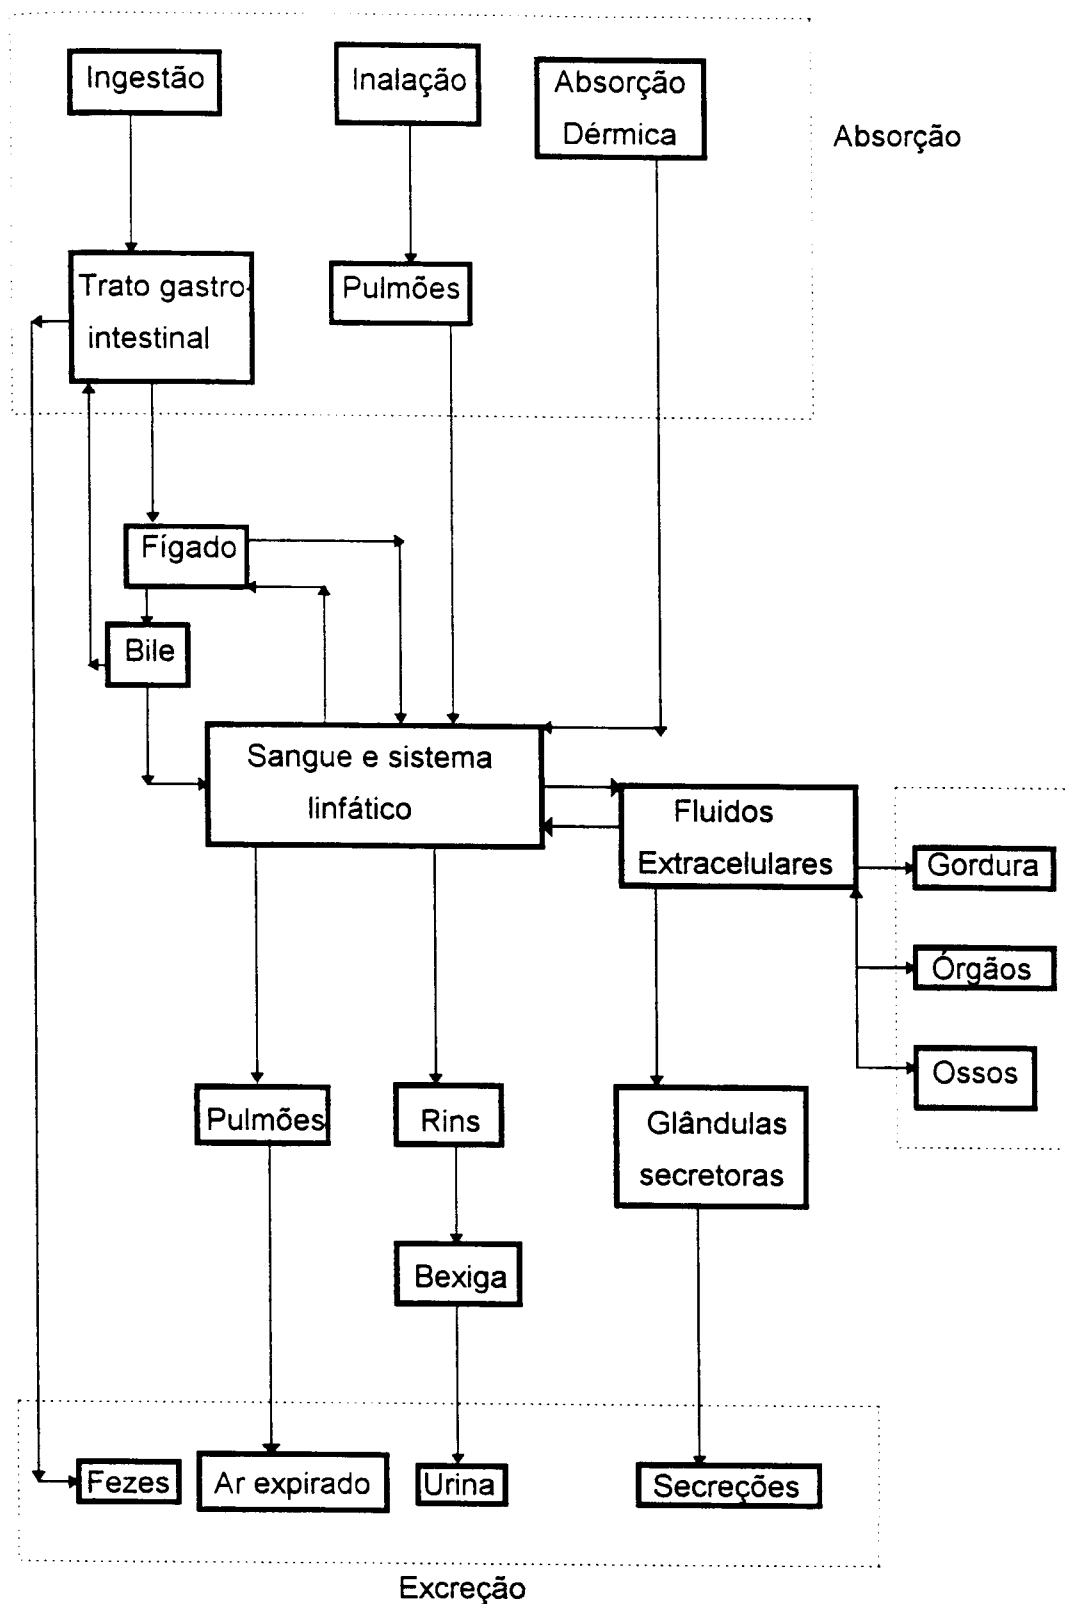 Ingestão
Inalação
Absorção
Dérmica
Absorção
Trato gastro-
intestinal
Pulmões
Fígado
Bile
Sangue e sistema
linfático
Fluidos
Extracelulares
Gordura
Órgãos
Ossos
Pulmões
Rins
Glândulas
secretoras
Bexiga
Fezes
Ar expirado
Urina
Secreções
Excreção